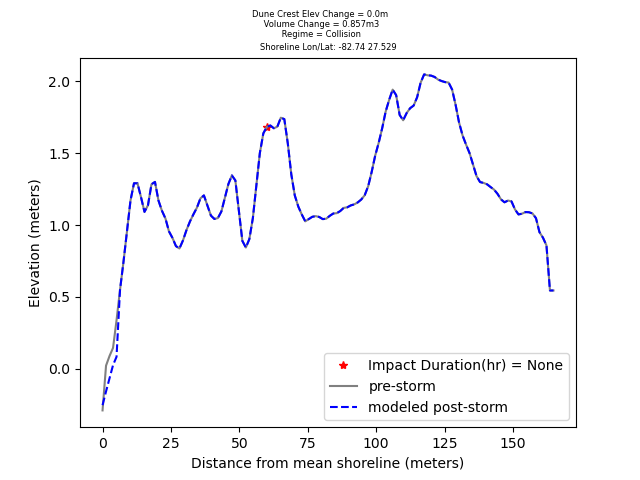 Dune Crest Elev Change = 0.0m
Volume Change = 0.857m3
Regime = Collision
Shoreline Lon/Lat: -82.74 27.529
2.0
1.5
1.0
0.5
0.0
Elevation (meters)
Impact Duration(hr) = None
pre-storm
modeled post-storm
0 25 50 75 100 125 150
Distance from mean shoreline (meters)